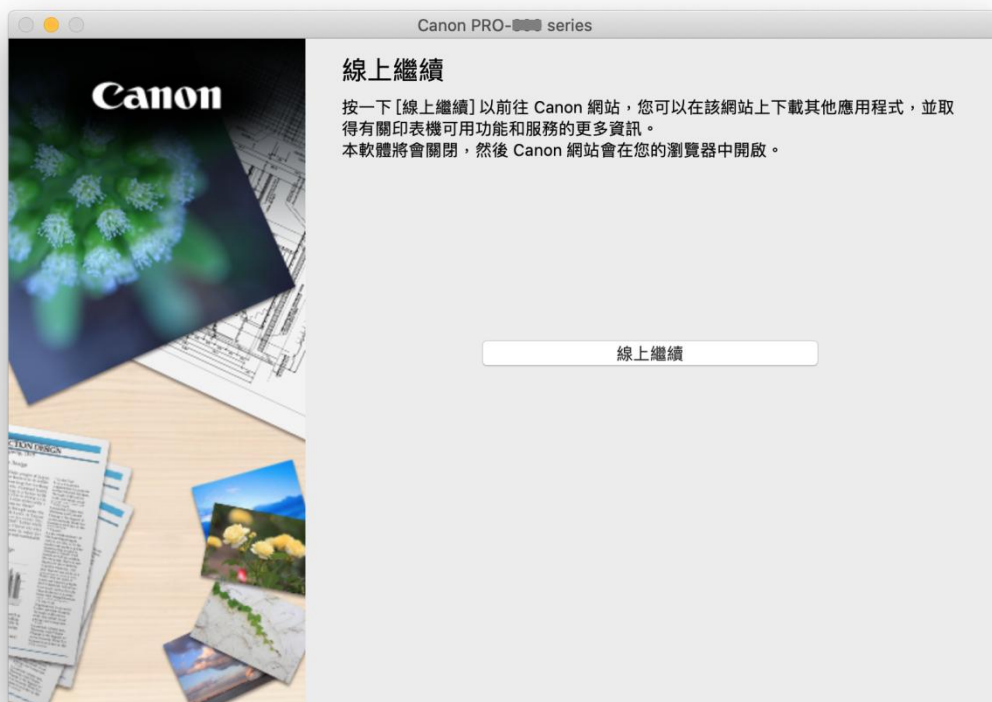 Canon PRO- series
Canon
線上繼續
按一下 [線上繼續] 以前往 Canon 網站，您可以在該網站上下載其他應用程式，並取
得有關印表機可用功能和服務的更多資訊。
本軟體將會關閉，然後 Canon 網站會在您的瀏覽器中開啟。
線上繼續